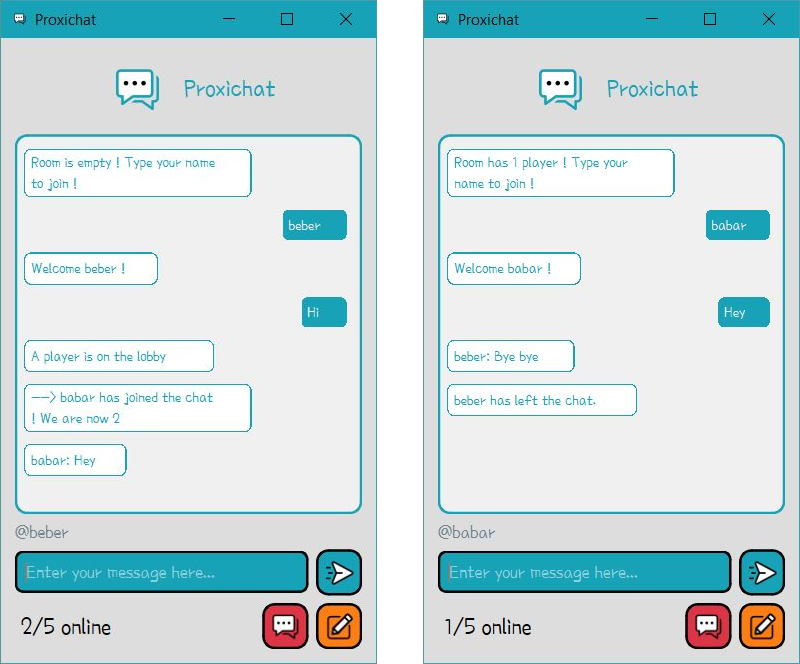 Proxichat
Proxìchat
Room is empty ! Type your name
to join !
beber
Welcome beber !
Hi
A player is on the lobby
--> babar has joined the chat
! We are now 2
babar: Hey
@beber
Enter your message here...
2/5 online
Proxichat
Proxìchat
Room has 1 player ! Type your
name to join !
babar
Welcome babar !
Hey
beber: Bye bye
beber has left the chat.
@babar
Enter your message here...
1/5 online